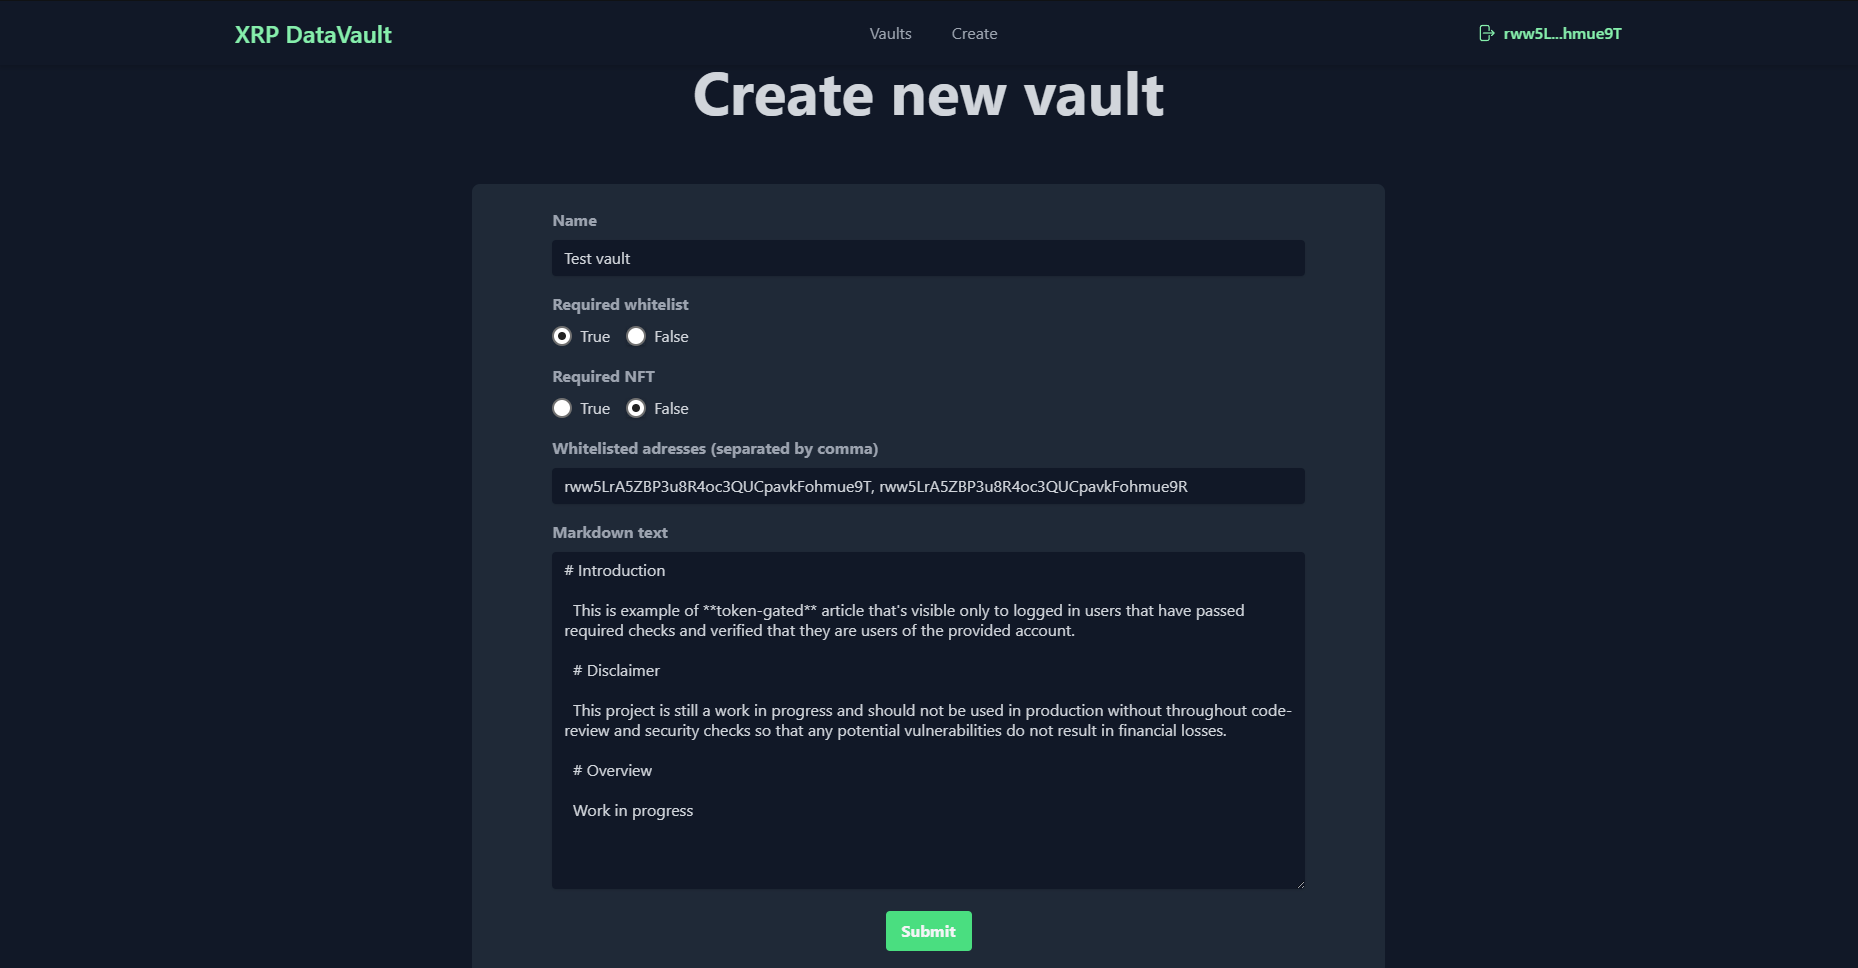 XRP DataVault
Vaults
Create
rww5L...hmue9T
Create new vault
Name
Test vault
Required whitelist
True
False
Required NFT
True
False
Whitelisted adresses (separated by comma)
rww5LrA5ZBP3u8R4oc3QUCpavkFohmue9T, rww5LrA5ZBP3u8R4oc3QUCpavkFohmue9R
Markdown text
# Introduction
This is example of **token-gated** article that's visible only to logged in users that have passed
required checks and verified that they are users of the provided account.
# Disclaimer
This project is still a work in progress and should not be used in production without throughout code-
review and security checks so that any potential vulnerabilities do not result in financial losses.
# Overview
Work in progress
Submit